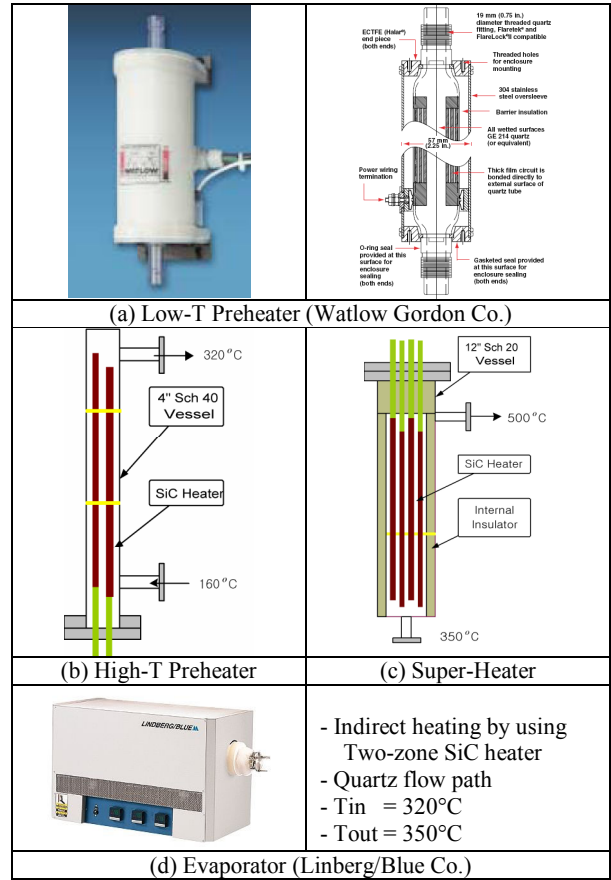 WATLOW
ECTFE (Halar®)
end piece
(both ends)
19 mm (0.75 in.)
diameter threaded quartz
fitting, Flaretek® and
FlareLock®II compatible
Threaded holes
for enclosure
mounting
304 stainless
steel oversleeve
Barrier insulation
All wetted surfaces
GE 214 quartz
(or equivalent)
57 mm
(2.25 in.)
Thick film circuit is
bonded directly to
external surface of
quartz tube
Power wiring
termination
O-ring seal
provided at this
surface for
enclosure
sealing
(both ends)
Gasketed seal provided
at this surface for
enclosure sealing
(both ends)
(a) Low-T Preheater (Watlow Gordon Co.)
320 °C
4" Sch 40
Vessel
SiC Heater
160 °C
12" Sch 20
Vessel
500 °C
SiC Heater
Internal
Insulator
350 °C
(b) High-T Preheater
(c) Super-Heater
LINDBERG/BLUE M
- Indirect heating by using
Two-zone SiC heater
- Quartz flow path
- Tin = 320°C
- Tout = 350°C
(d) Evaporator (Linberg/Blue Co.)